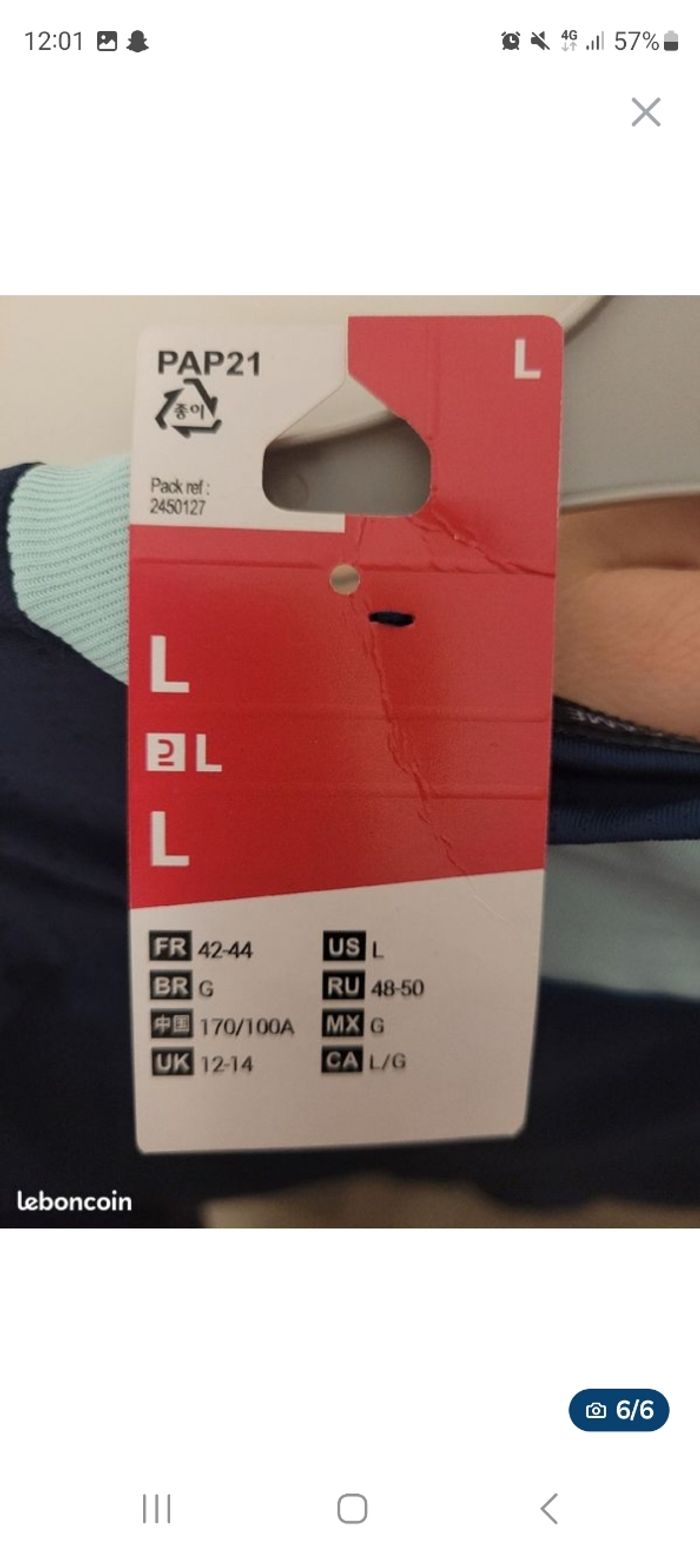 12:01
4G
57%
PAP21
L
종이
Pack ref :
2450127
L
L
L
FR 42-44
US L
BR G
RU 48-50
中国 170/100A
MX G
UK 12-14
CA L/G
leboncoin
6/6